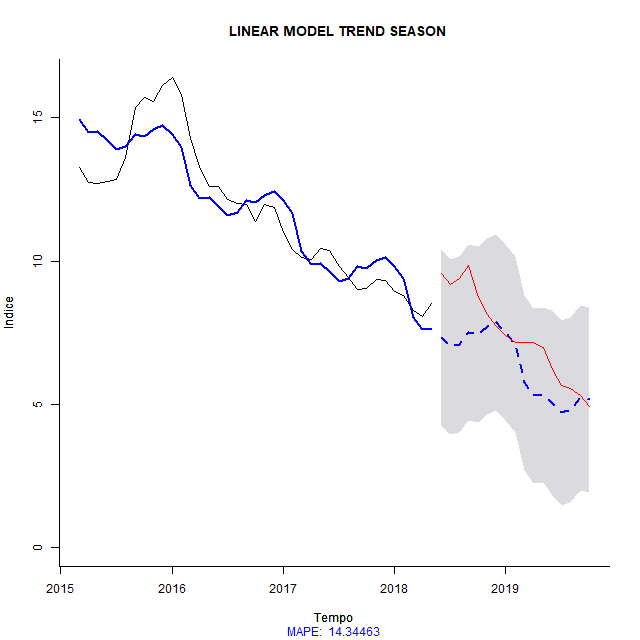 LINEAR MODEL TREND SEASON
Indice
15
10
5
0
2015 2016 2017 2018 2019
Tempo
MAPE: 14.34463